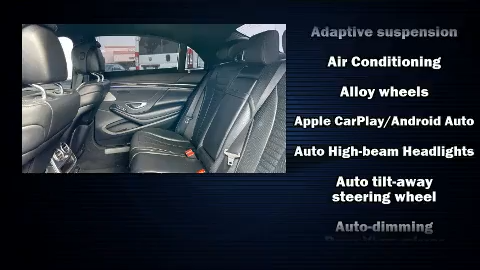 Adaptive suspension
Air Conditioning
Alloy wheels
Apple CarPlay/Android Auto
Auto High-beam Headlights
Auto tilt-away
steering wheel
Auto-dimming